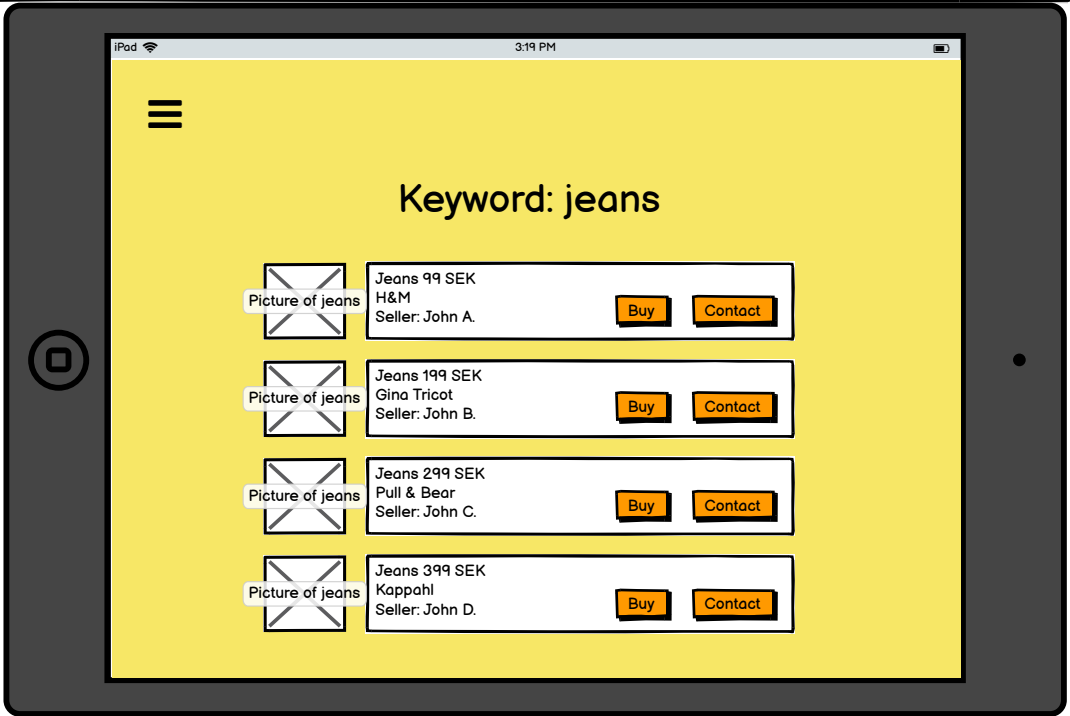 iPad
3:19 PM
Keyword: jeans
Picture of jeans
Jeans 99 SEK
H&M
Seller: John A.
Buy
Contact
Picture of jeans
Jeans 199 SEK
Gina Tricot
Seller: John B.
Buy
Contact
Picture of jeans
Jeans 299 SEK
Pull & Bear
Seller: John C.
Buy
Contact
Picture of jeans
Jeans 399 SEK
Kappahl
Seller: John D.
Buy
Contact